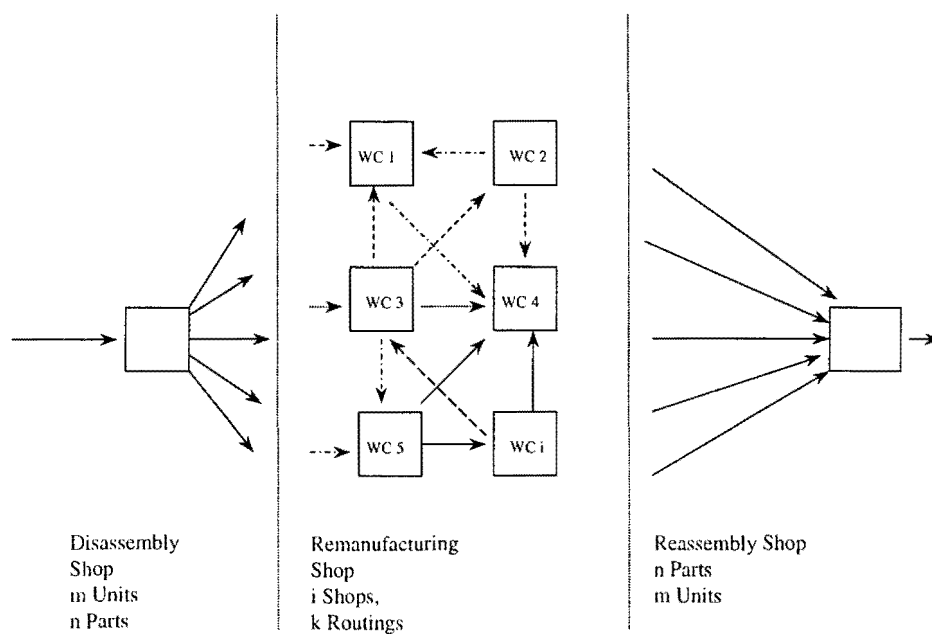 WC 1
WC 2
WC 3
WC 4
WC 5
WC i
Disassembly
Shop
m Units
n Parts
Remanufacturing
Shop
i Shops,
k Routings
Reassembly Shop
n Parts
m Units